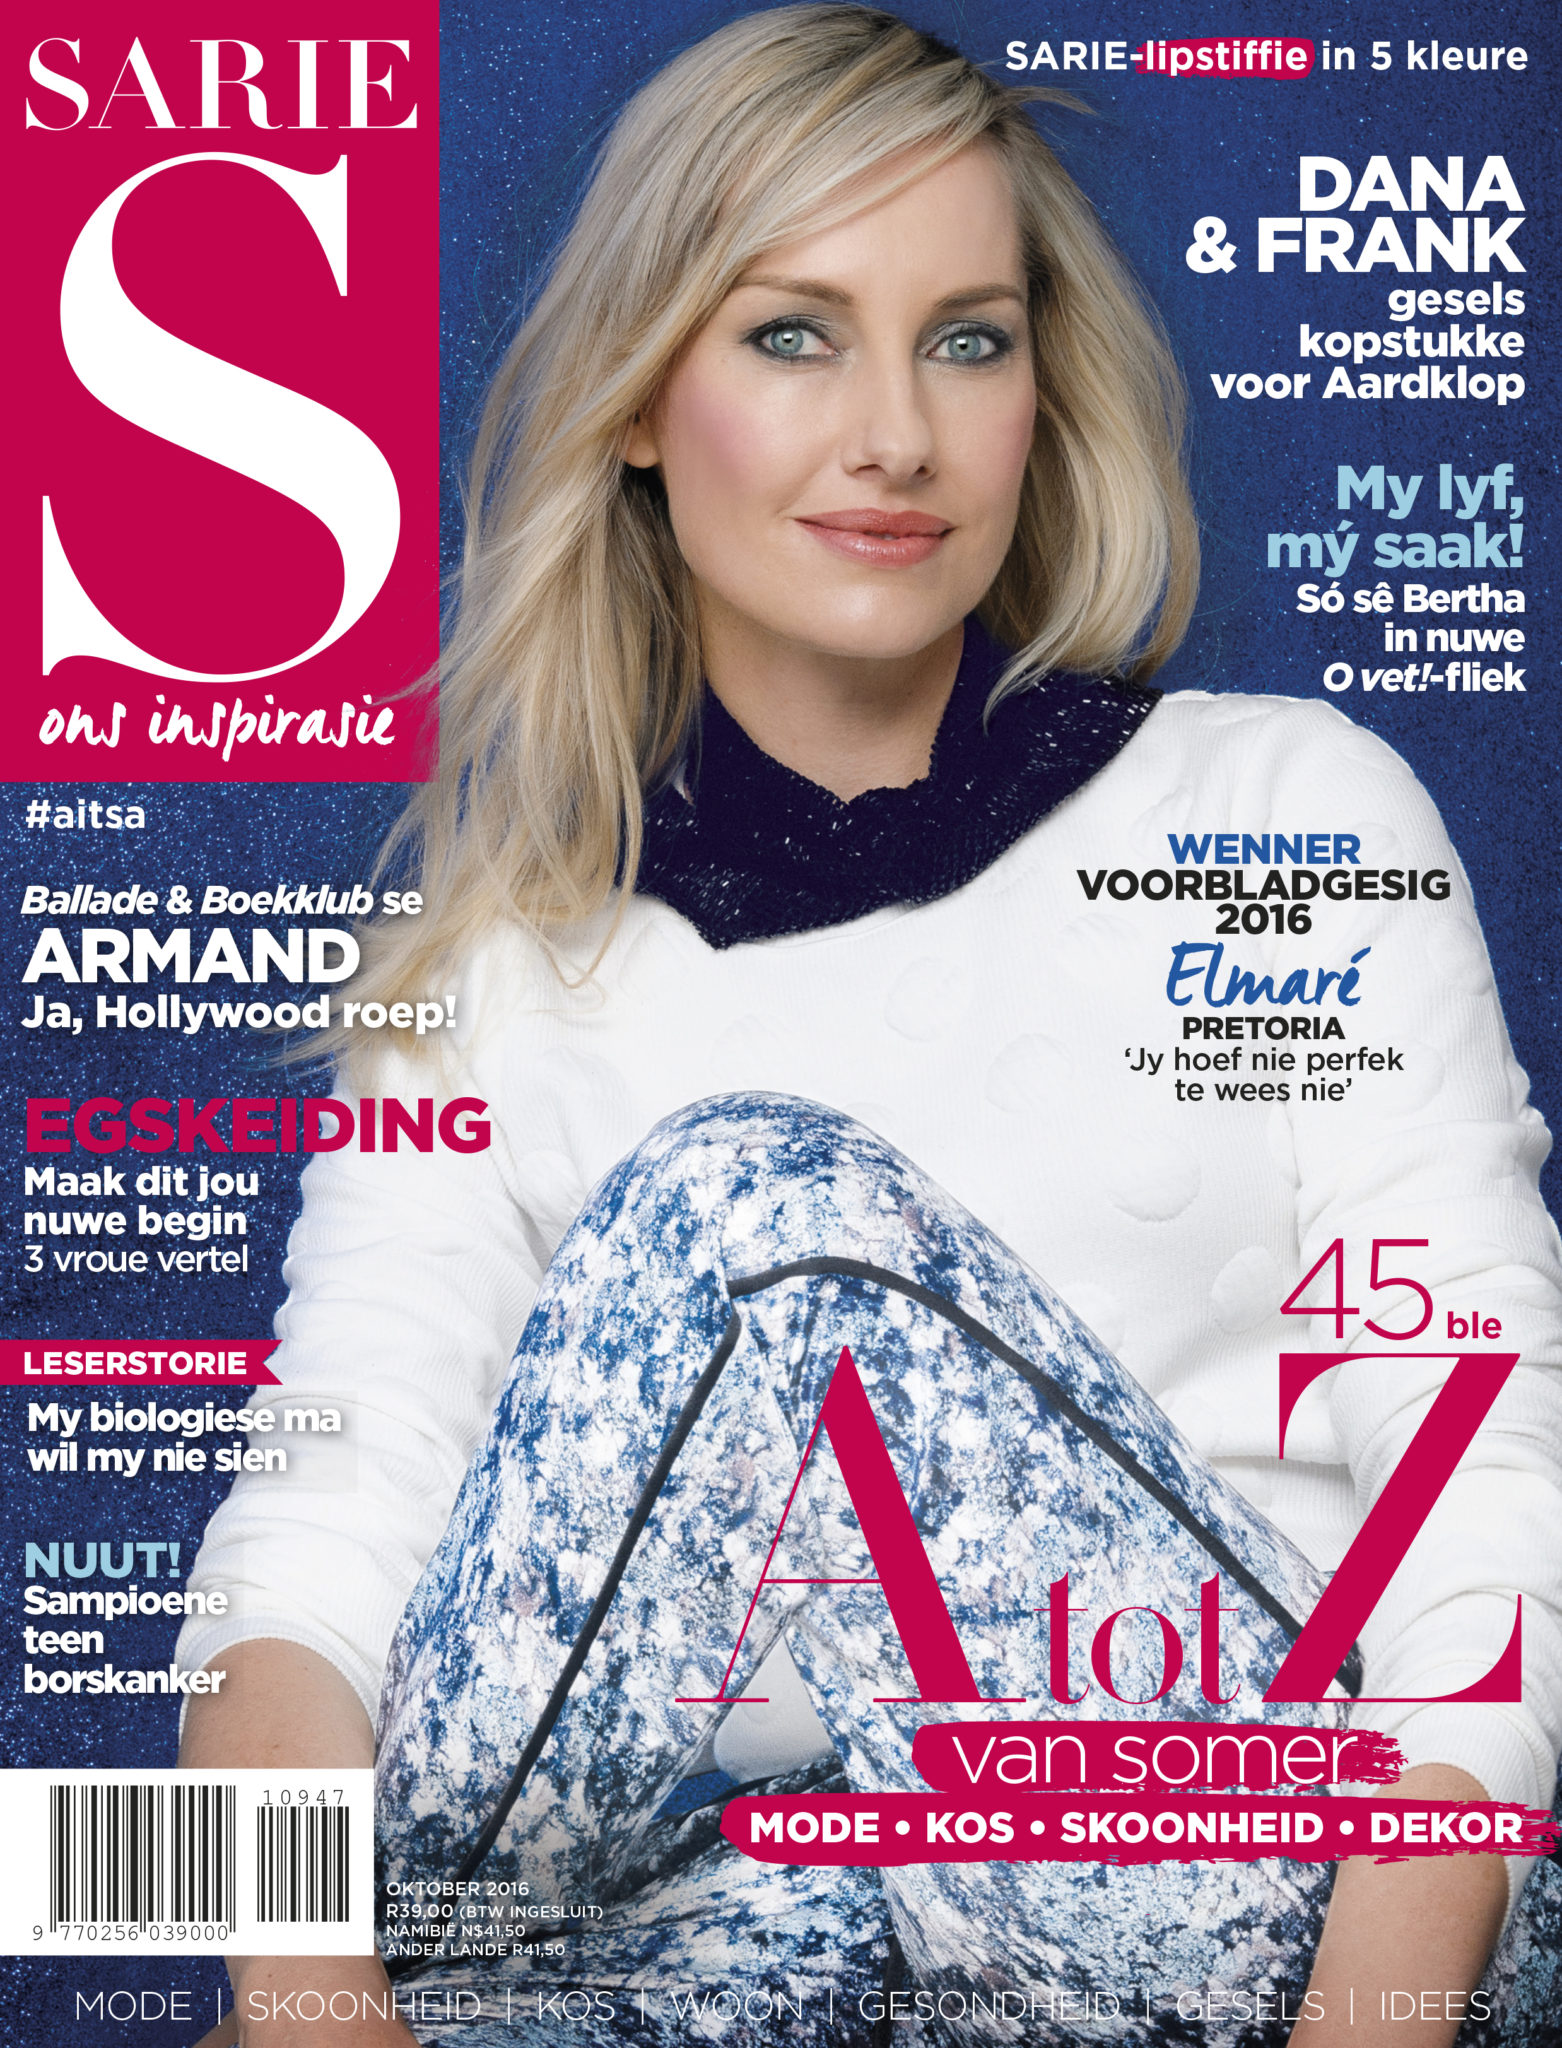 SARIE
S
ons inspirasie
#aitsa
SARIE-lipstiffie in 5 kleure
DANA
& FRANK
gesels
kopstukke
voor Aardklop
My lyf,
mý saak!
Só sê Bertha
in nuwe
O vet!-fliek
WENNER
VOORBLADGESIG
2016
Elmaré
PRETORIA
‘Jy hoef nie perfek
te wees nie’
Ballade & Boekklub se
ARMAND
Ja, Hollywood roep!
EGSKEIDING
Maak dit jou
nuwe begin
3 vroue vertel
LESERSTORIE
My biologiese ma
wil my nie sien
NUUT!
Sampioene
teen
borskanker
45 ble
A tot Z
van somer
MODE • KOS • SKOONHEID • DEKOR
10947
9 770256 039000
OKTOBER 2016
R39,00 (BTW INGESLUIT)
NAMIBIË N$41,50
ANDER LANDE R41,50
MODE | SKOONHEID | KOS | WOON | GESONDHEID | GESELS | IDEES